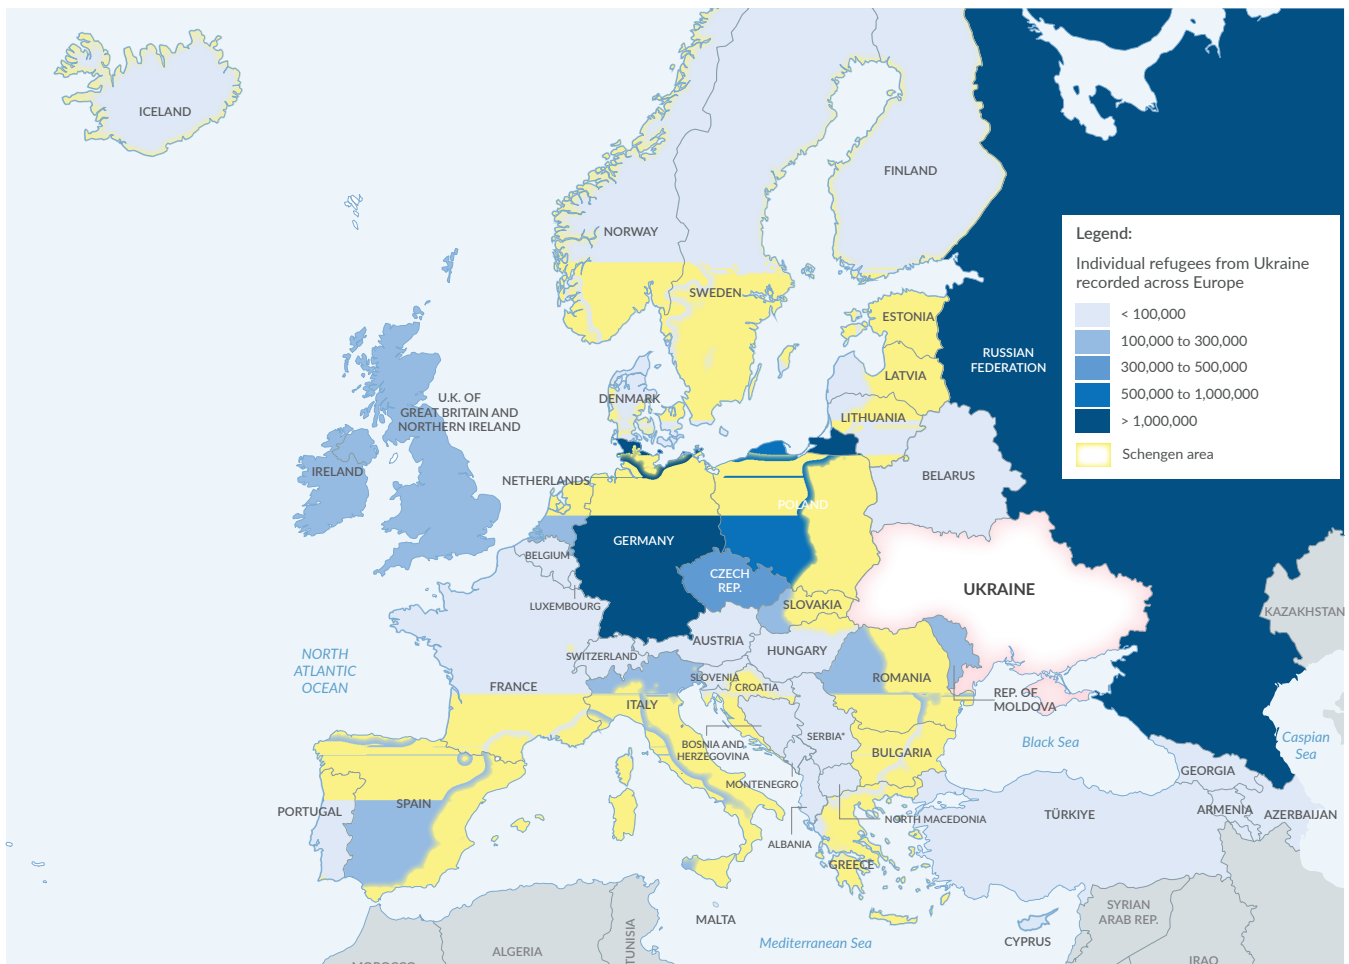 ICELAND
FINLAND
NORWAY
SWEDEN
ESTONIA
Legend:
Individual refugees from Ukraine
recorded across Europe
< 100,000
100,000 to 300,000
300,000 to 500,000
500,000 to 1,000,000
> 1,000,000
Schengen area
RUSSIAN
FEDERATION
LATVIA
LITHUANIA
DENMARK
U.K. OF
GREAT BRITAIN AND
NORTHERN IRELAND
IRELAND
NETHERLANDS
BELARUS
POLAND
GERMANY
BELGIUM
CZECH
REP.
UKRAINE
LUXEMBOURG
SLOVAKIA
KAZAKHSTAN
AUSTRIA
SWITZERLAND
HUNGARY
NORTH
ATLANTIC
OCEAN
FRANCE
SLOVENIA
CROATIA
ROMANIA
REP. OF
MOLDOVA
ITALY
SERBIA*
BOSNIA AND
HERZEGOVINA
BULGARIA
Black Sea
Caspian
Sea
MONTENEGRO
GEORGIA
PORTUGAL
SPAIN
ARMENIA
AZERBAIJAN
TÜRKIYE
NORTH MACEDONIA
ALBANIA
GREECE
MALTA
Mediterranean Sea
CYPRUS
SYRIAN
ARAB REP.
ALGERIA
TUNISIA
MOROCCO
IRAQ